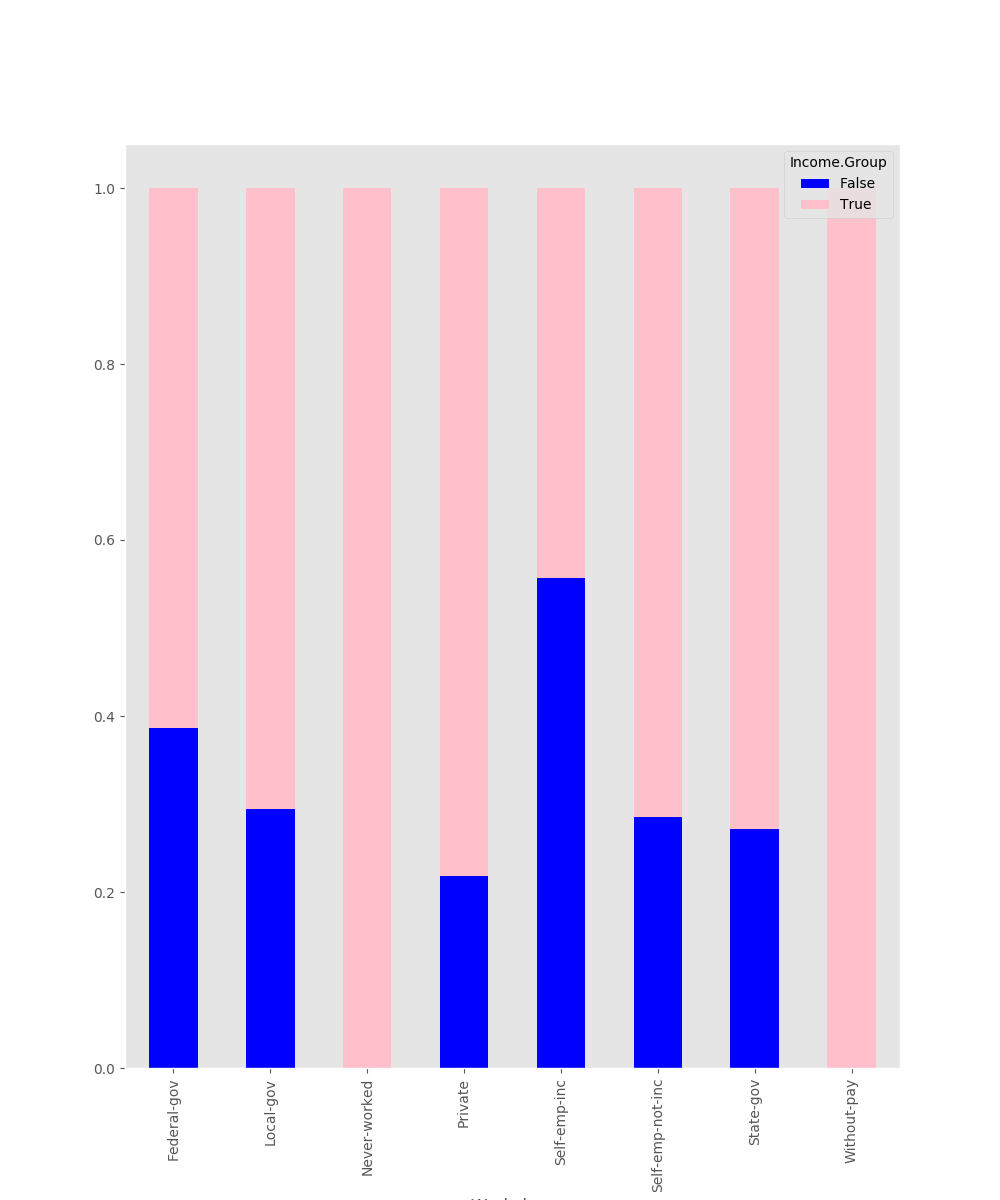 Income.Group
False
True
1.0
0.8
0.6
0.4
0.2
0.0
Federal-gov
Local-gov
Never-worked
Private
Self-emp-inc
Self-emp-not-inc
State-gov
Without-pay